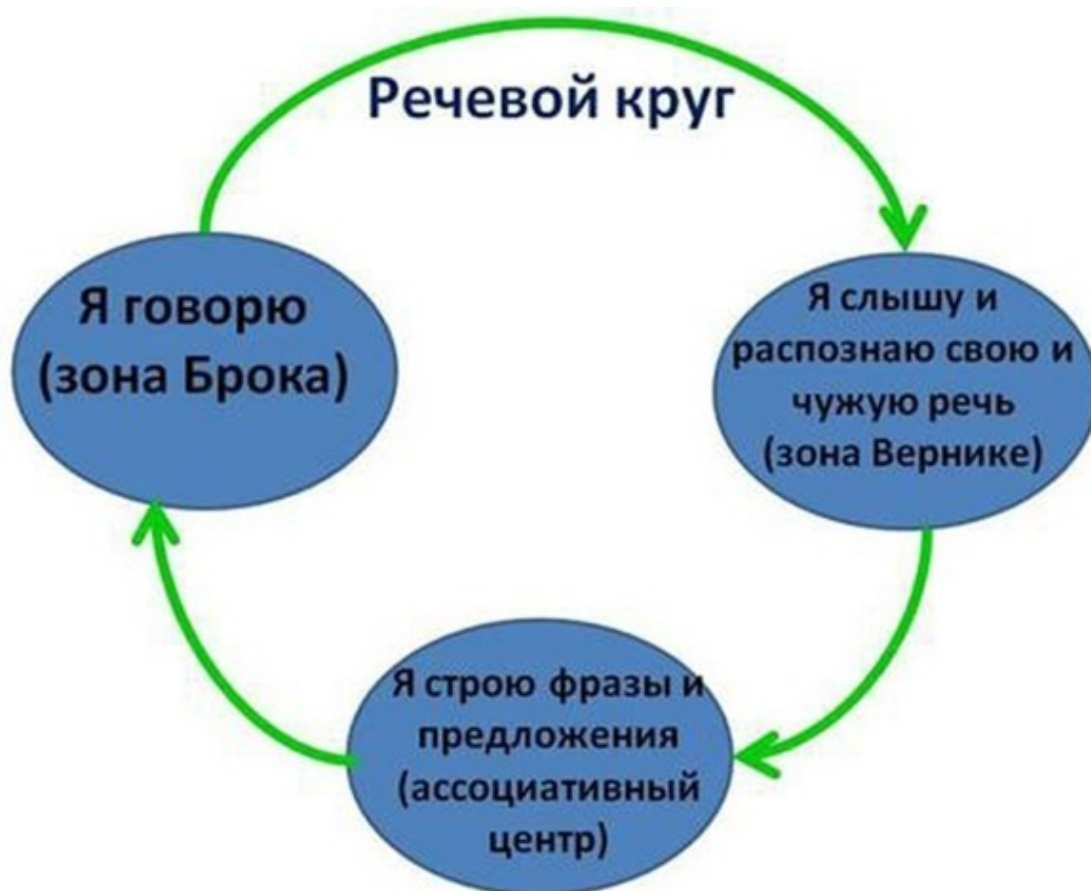 Речевой круг
Я говорю
(зона Брока)
Я слышу и
распознаю свою и
чужую речь
(зона Вернике)
Я строю фразы и
предложения
(ассоциативный
центр)